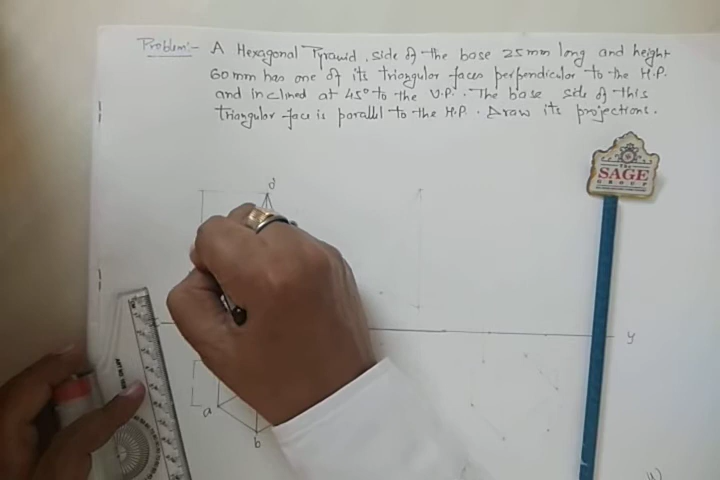 Problem:- A Hexagonal Pyramid, side of the base 25mm long and height
60mm has one of its triangular faces perpendicular to the H.P.
and inclined at 45° to the V.P. The base side of this
triangular face is parallel to the H.P. Draw its projections.
The
SAGE
GROUP
o'
y
a
b